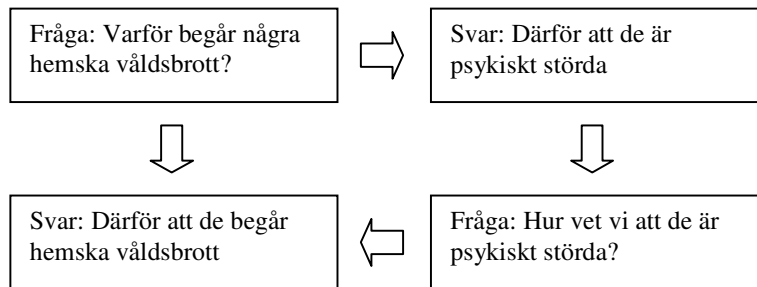 Fråga: Varför begår några
hemska våldsbrott?
Svar: Därför att de är
psykiskt störda
Svar: Därför att de begår
hemska våldsbrott
Fråga: Hur vet vi att de är
psykiskt störda?